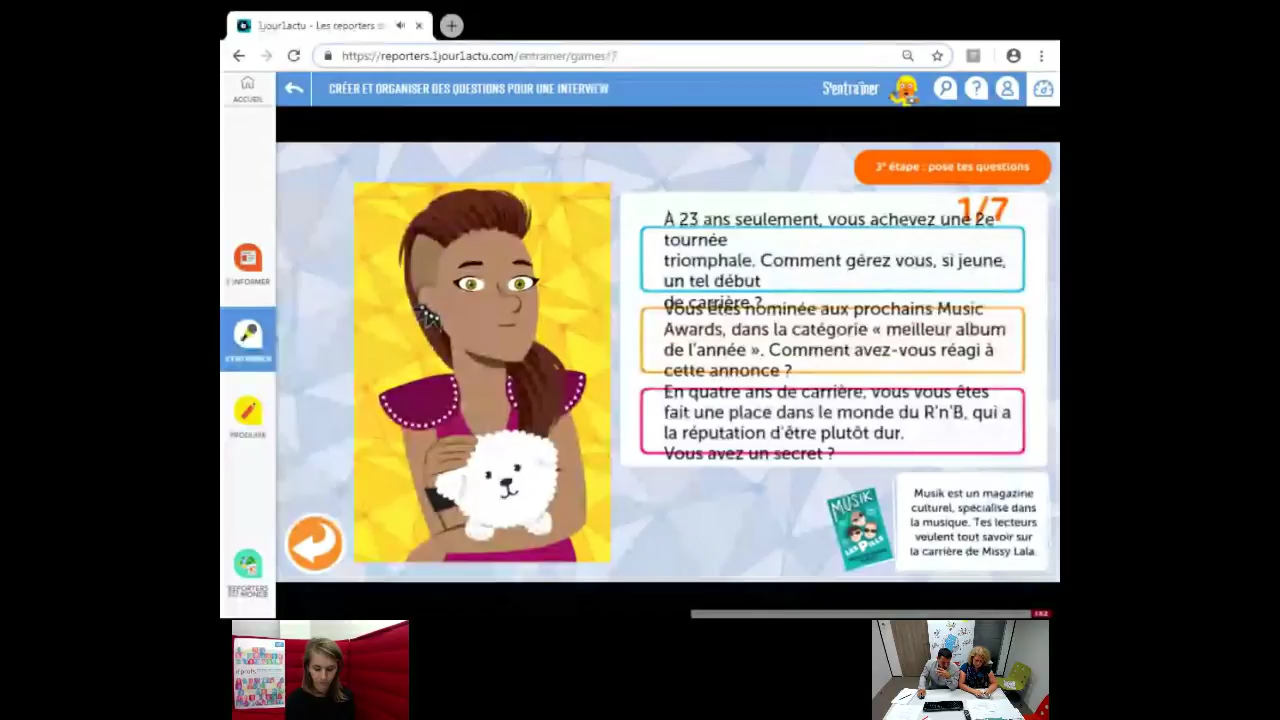 1jour1actu - Les reporters
https://reporters.1jour1actu.com/entrainer/games/7
ACCUEIL
CRÉER ET ORGANISER DES QUESTIONS POUR UNE INTERVIEW
S'entraîner
3e étape : pose tes questions
1/7
À 23 ans seulement, vous achevez une 2e
tournée
triomphale. Comment gérez vous, si jeune,
un tel début
de carrière ?
Vous êtes nominée aux prochains Music
Awards, dans la catégorie « meilleur album
de l'année ». Comment avez-vous réagi à
cette annonce ?
En quatre ans de carrière, vous vous êtes
fait une place dans le monde du R'n'B, qui a
la réputation d'être plutôt dur.
Vous avez un secret ?
S'INFORMER
S'ENTRAÎNER
PRODUIRE
REPORTERS
DU MONDE
MUSIK
LES PILLS
Musik est un magazine
culturel, spécialisé dans
la musique. Tes lecteurs
veulent tout savoir sur
la carrière de Missy Lala.